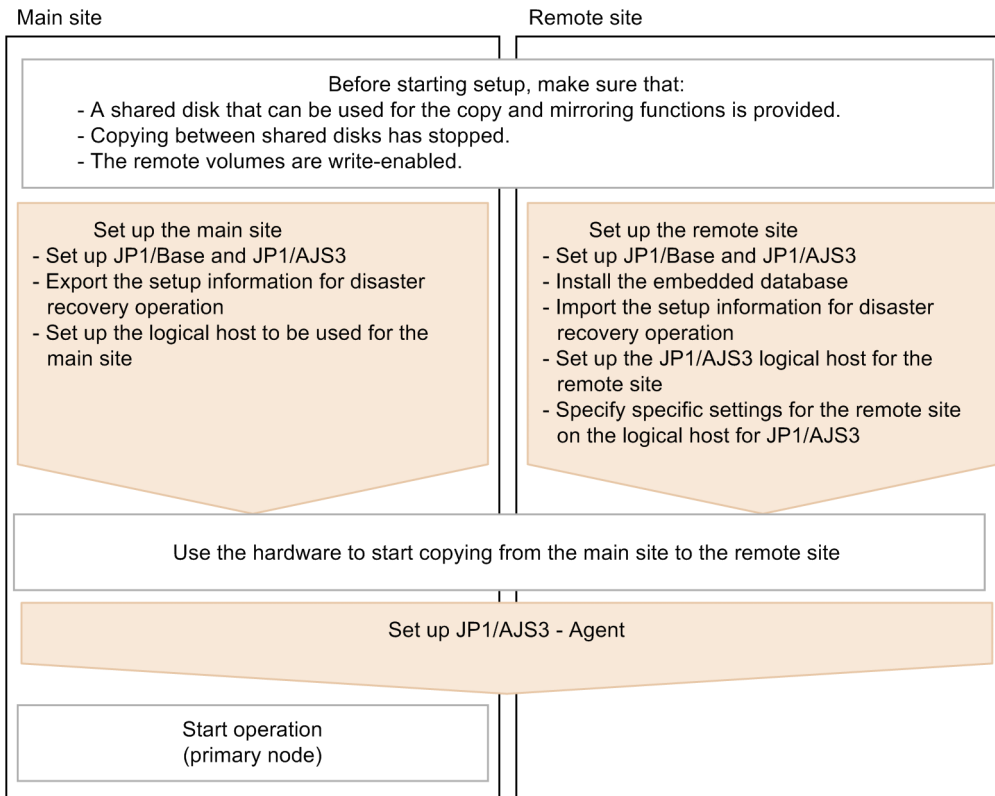 Main site
Remote site
Before starting setup, make sure that:
- A shared disk that can be used for the copy and mirroring functions is provided.
- Copying between shared disks has stopped.
- The remote volumes are write-enabled.
Set up the main site
- Set up JP1/Base and JP1/AJS3
- Export the setup information for disaster
recovery operation
- Set up the logical host to be used for the
main site
Set up the remote site
- Set up JP1/Base and JP1/AJS3
- Install the embedded database
- Import the setup information for disaster
recovery operation
- Set up the JP1/AJS3 logical host for the
remote site
- Specify specific settings for the remote site
on the logical host for JP1/AJS3
Use the hardware to start copying from the main site to the remote site
Set up JP1/AJS3 - Agent
Start operation
(primary node)